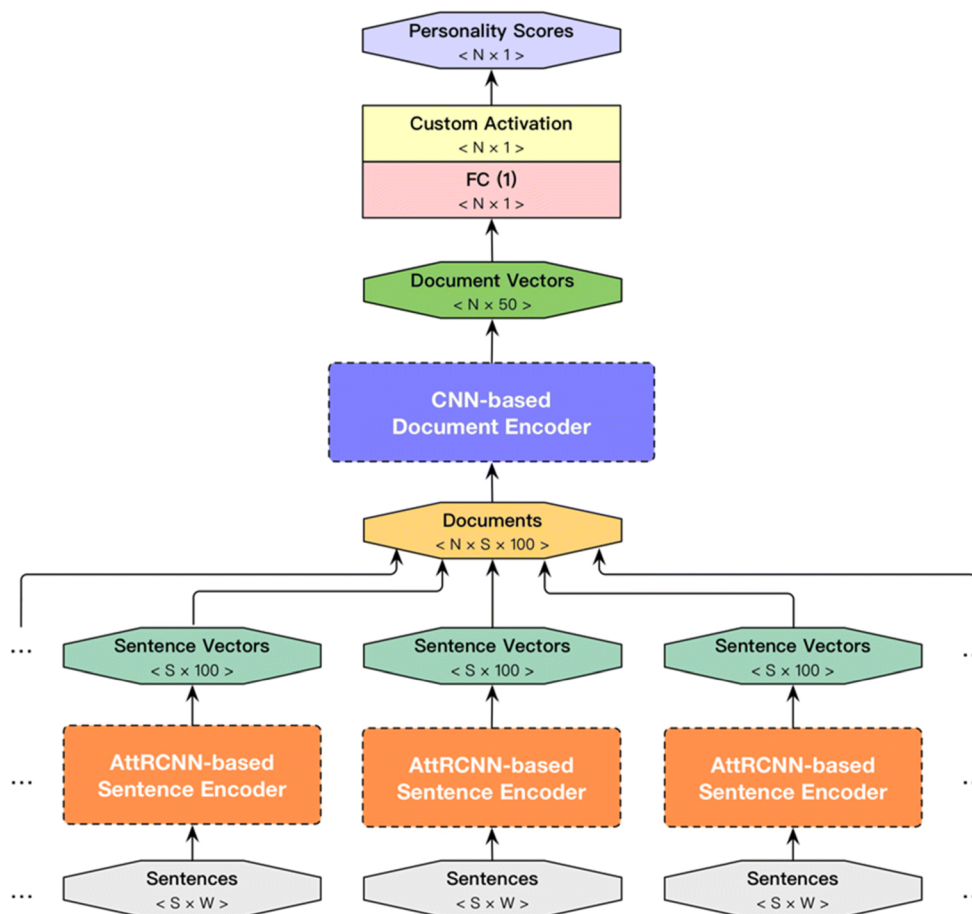 Personality Scores
< N × 1 >
Custom Activation
< N × 1 >
FC (1)
< N × 1 >
Document Vectors
< N × 50 >
CNN-based
Document Encoder
Documents
< N × S × 100 >
... Sentence Vectors Sentence Vectors Sentence Vectors ..
< S × 100 > < S × 100 > < S × 100 >
... AttRCNN-based AttRCNN-based AttRCNN-based ..
Sentence Encoder Sentence Encoder Sentence Encoder
... Sentences Sentences Sentences ..
< S × W > < S × W > < S × W >